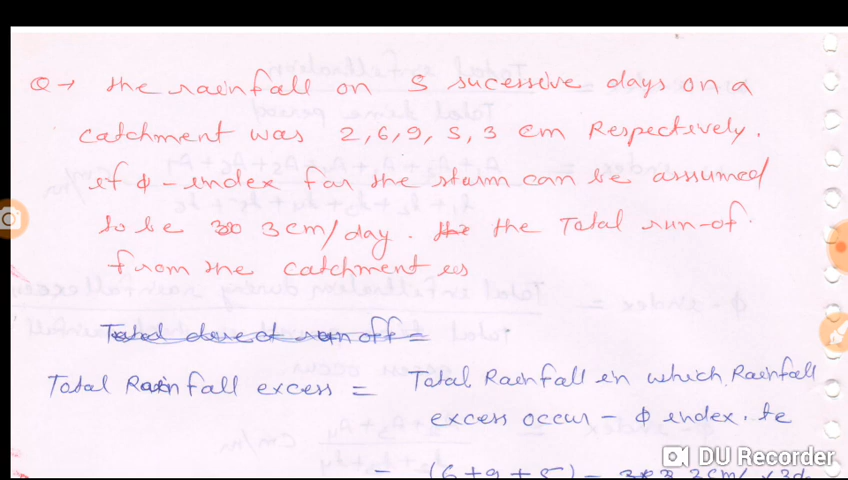 Q → the rainfall on 5 sucessive days on a
catchment was 2, 6, 9, 5, 3 cm Respectively.
if φ-index for the storm can be assumed
to be 3 cm/day. the Total run-of
from the catchment is
Total direct run off =
Total Rainfall excess = Total Rainfall in which Rainfall
excess occur - φ index. te
= (6+9+5) -
DU Recorder